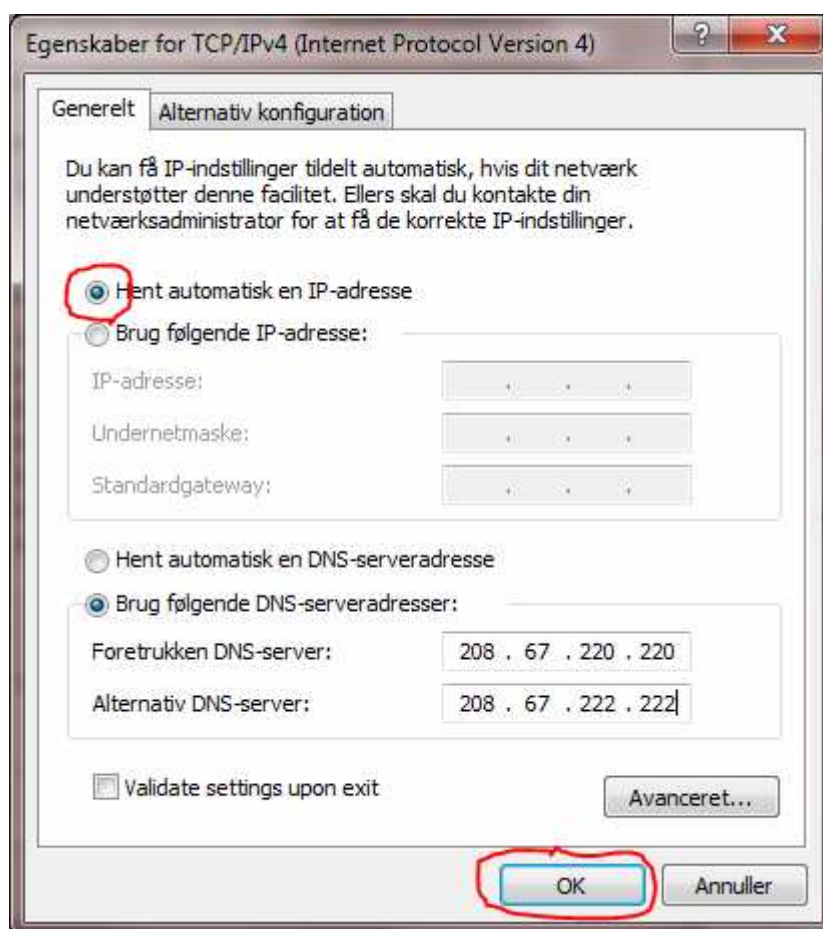 Egenskaber for TCP/IPv4 (Internet Protocol Version 4)
Generelt
Alternativ konfiguration
Du kan få IP-indstillinger tildelt automatisk, hvis dit netværk
understøtter denne facilitet. Ellers skal du kontakte din
netværksadministrator for at få de korrekte IP-indstillinger.
Hent automatisk en IP-adresse
Brug følgende IP-adresse:
IP-adresse: . . .
Undernetmaske: . . .
Standardgateway: . . .
Hent automatisk en DNS-serveradresse
Brug følgende DNS-serveradresser:
Foretrukken DNS-server: 208 . 67 . 220 . 220
Alternativ DNS-server: 208 . 67 . 222 . 222
Validate settings upon exit
Avanceret...
OK
Annuller